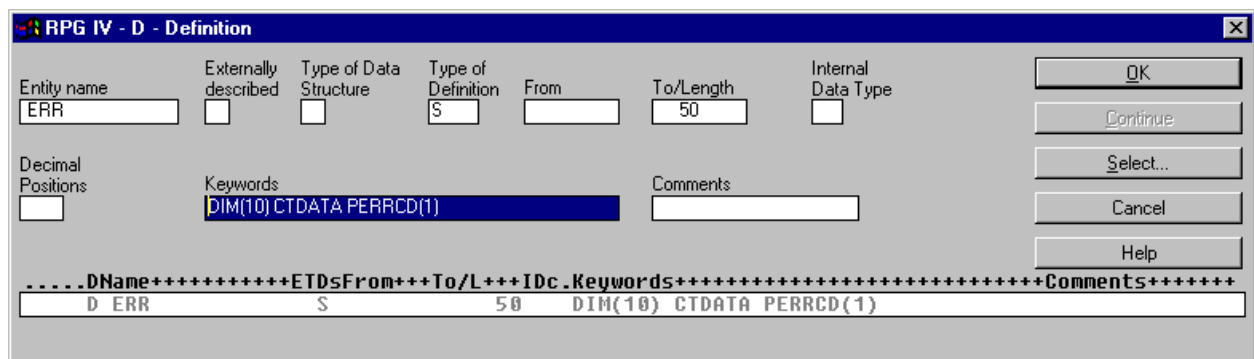 RPG IV - D - Definition
Entity name
Externally described
Type of Data Structure
Type of Definition
From
To/Length
Internal Data Type
ERR
S
50
OK
Continue
Select...
Cancel
Help
Decimal Positions
Keywords
Comments
DIM(10) CTDATA PERRCD(1)
.....DName+++++++++++ETDsFrom+++To/L+++IDc.Keywords+++++++++++++++++++++++++++++Comments+++++++
D ERR S 50 DIM(10) CTDATA PERRCD(1)